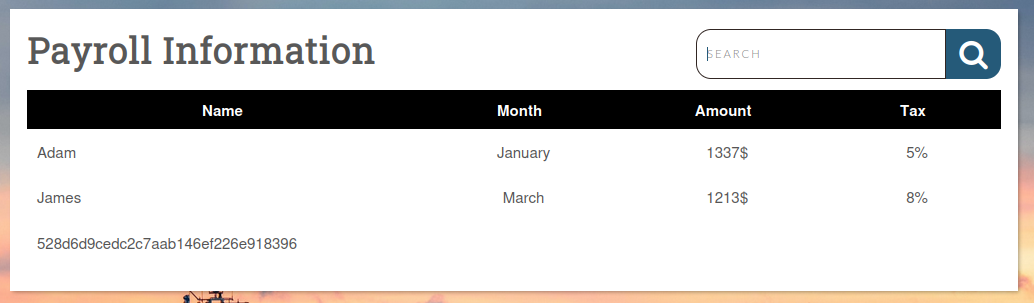 Payroll Information
SEARCH
Name Month Amount Tax
Adam January 1337$ 5%
James March 1213$ 8%
528d6d9cedc2c7aab146ef226e918396